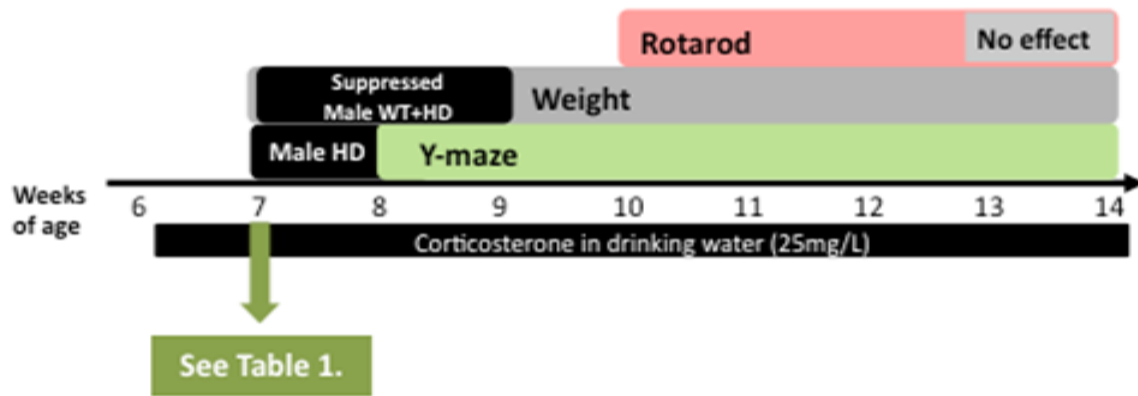 Rotarod
No effect
Suppressed
Male WT+HD
Weight
Male HD
Y-maze
Weeks
of age
6 7 8 9 10 11 12 13 14
Corticosterone in drinking water (25mg/L)
See Table 1.